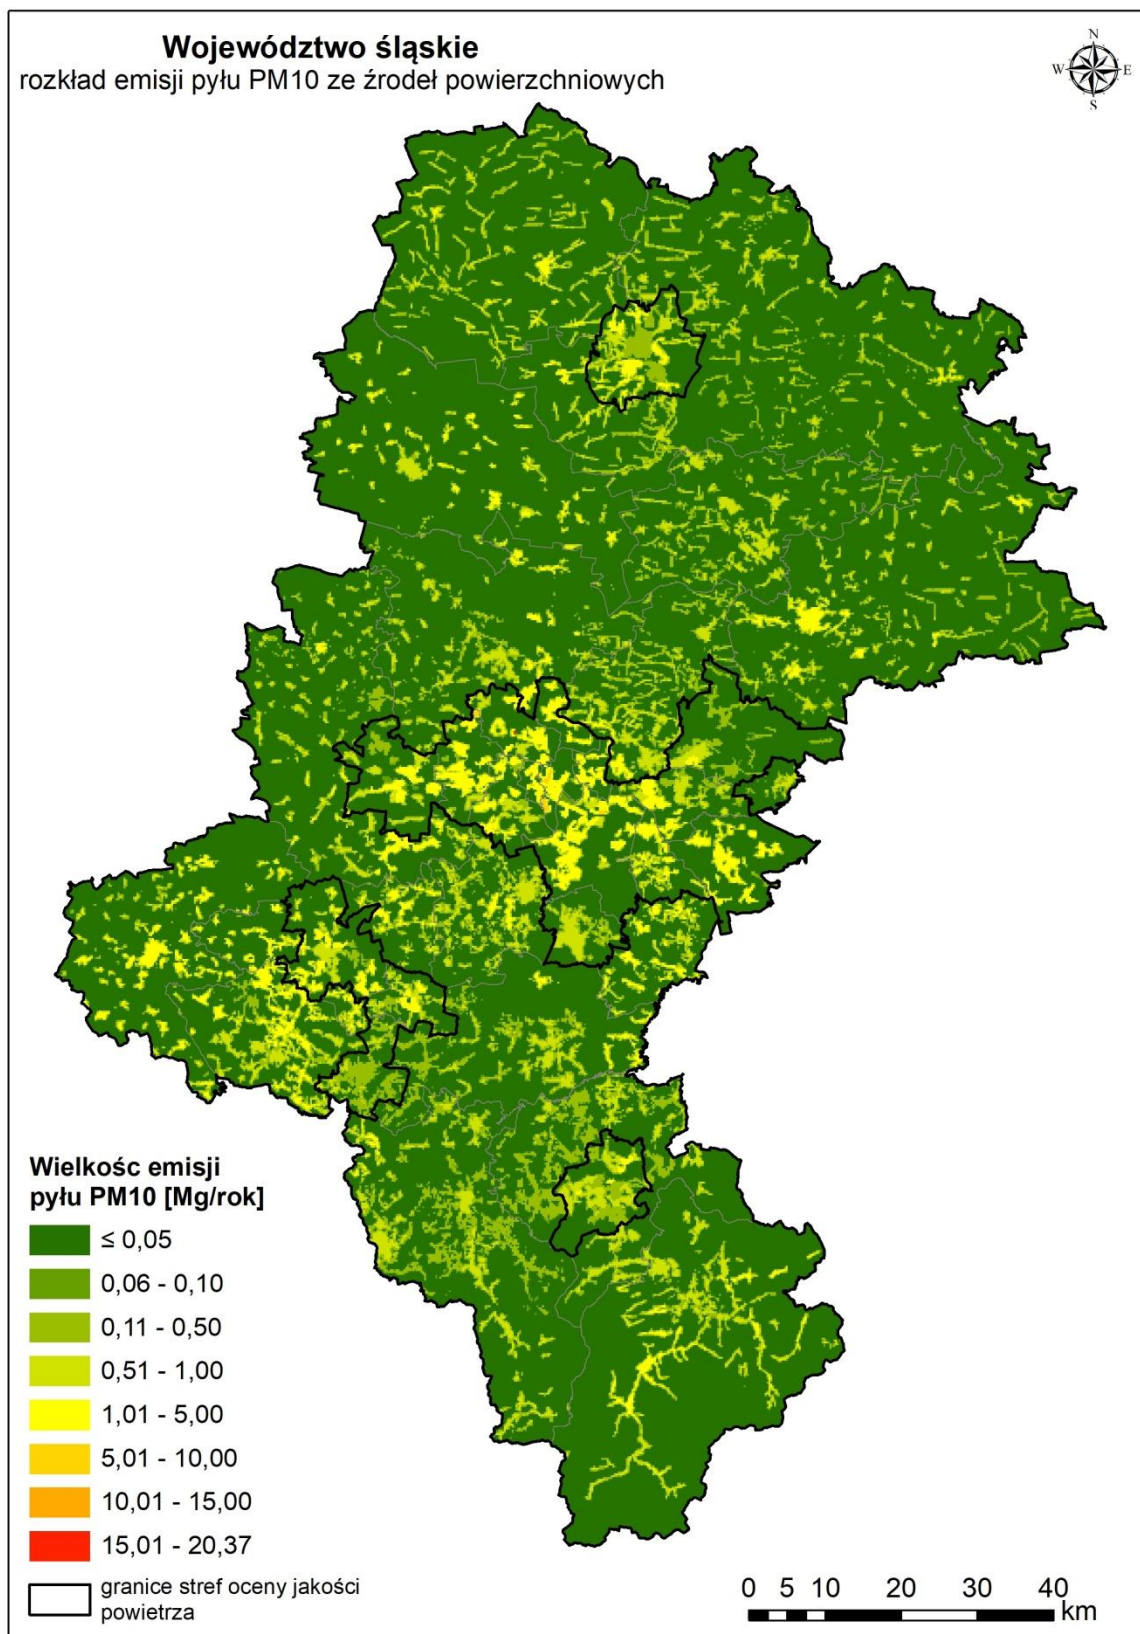 Województwo śląskie
rozkład emisji pyłu PM10 ze źrodeł powierzchniowych
N
W E
S
Wielkośc emisji
pyłu PM10 [Mg/rok]
≤ 0,05
0,06 - 0,10
0,11 - 0,50
0,51 - 1,00
1,01 - 5,00
5,01 - 10,00
10,01 - 15,00
15,01 - 20,37
granice stref oceny jakości
powietrza
0 5 10 20 30 40
km